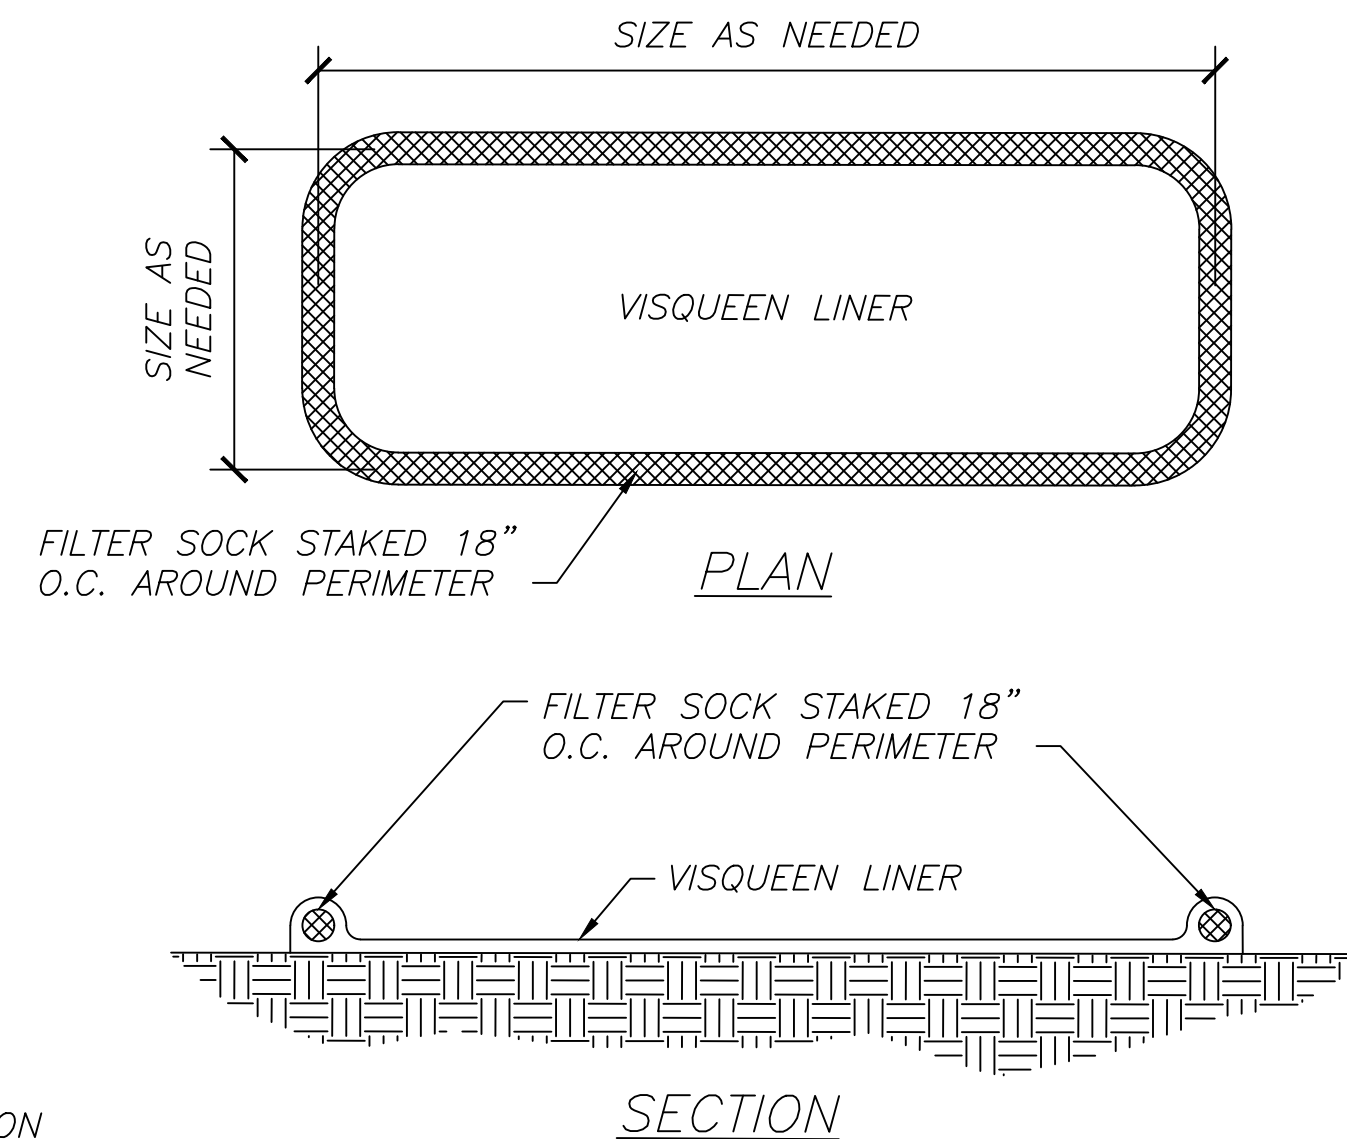 SIZE AS NEEDED
SIZE AS
NEEDED
VISQUEEN LINER
FILTER SOCK STAKED 18”
O.C. AROUND PERIMETER
PLAN
FILTER SOCK STAKED 18”
O.C. AROUND PERIMETER
VISQUEEN LINER
SECTION
ON